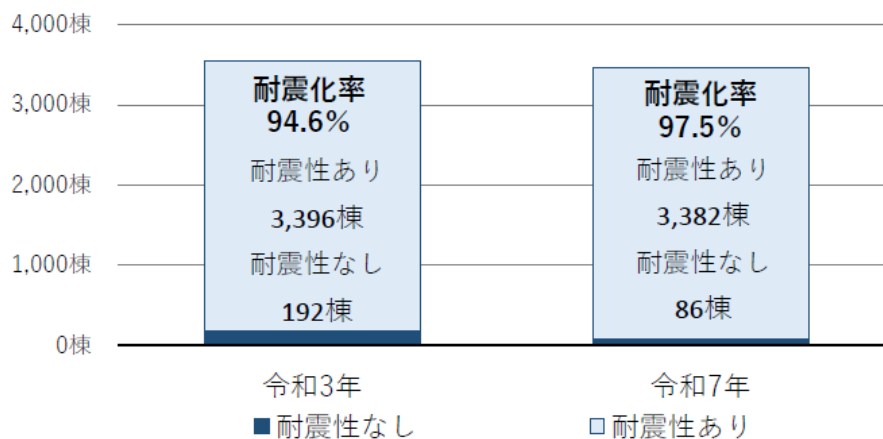 4,000棟
3,000棟
2,000棟
1,000棟
0棟
耐震化率
94.6%
耐震性あり
3,396棟
耐震性なし
192棟
耐震化率
97.5%
耐震性あり
3,382棟
耐震性なし
86棟
令和3年
令和7年
■耐震性なし
□耐震性あり